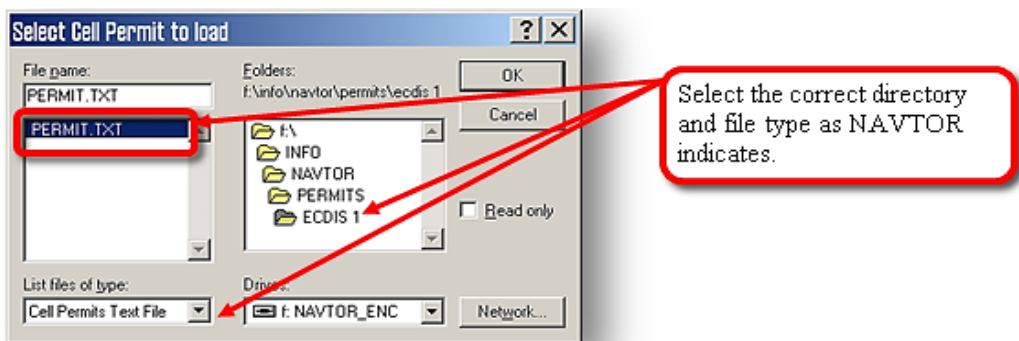 Select Cell Permit to load
File name:
PERMIT.TXT
PERMIT.TXT
Folders:
f:\info\navtor\permits\ecdis 1
f:\
INFO
NAVTOR
PERMITS
ECDIS 1
OK
Cancel
Read only
List files of type:
Cell Permits Text File
Drives:
f: NAVTOR_ENC
Network...
Select the correct directory
and file type as NAVTOR
indicates.